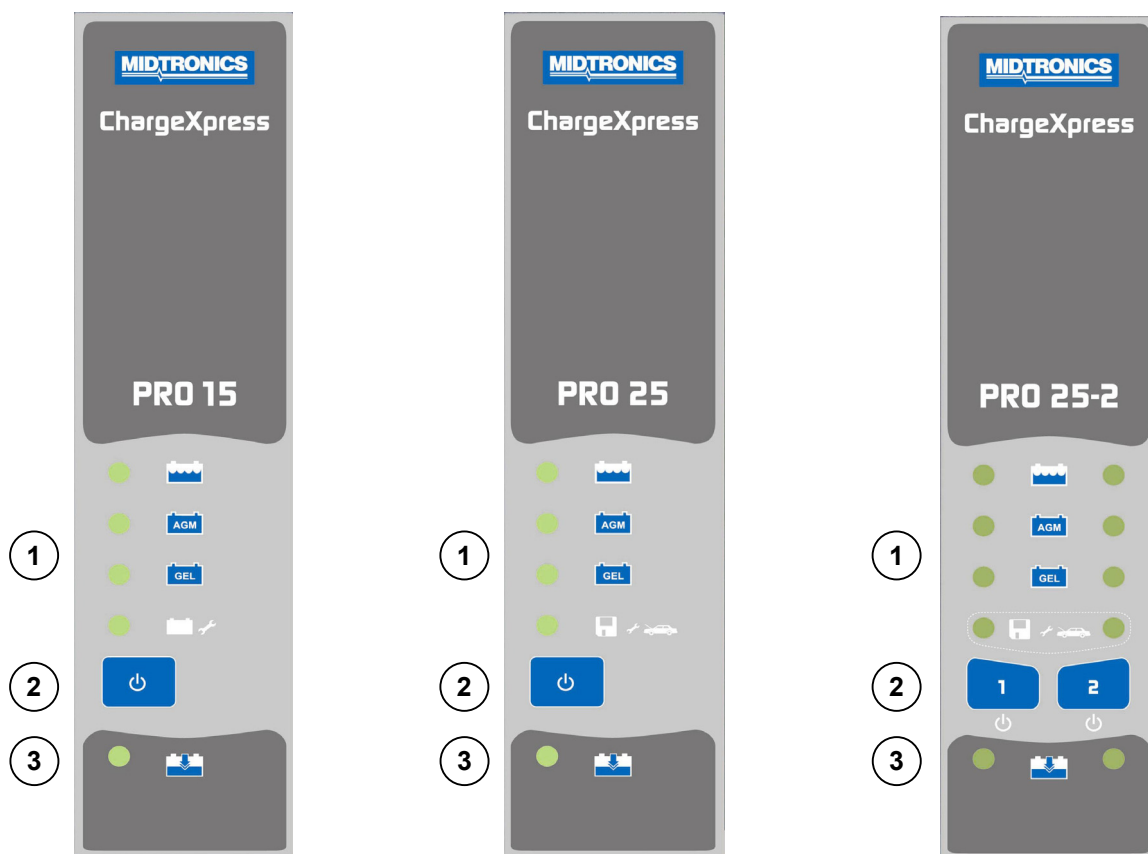 MIDTRONICS
ChargeXpress
PRO 15
AGM
GEL
1
2
3
MIDTRONICS
ChargeXpress
PRO 25
AGM
GEL
1
2
3
MIDTRONICS
ChargeXpress
PRO 25-2
AGM
GEL
1
2
1 2
3